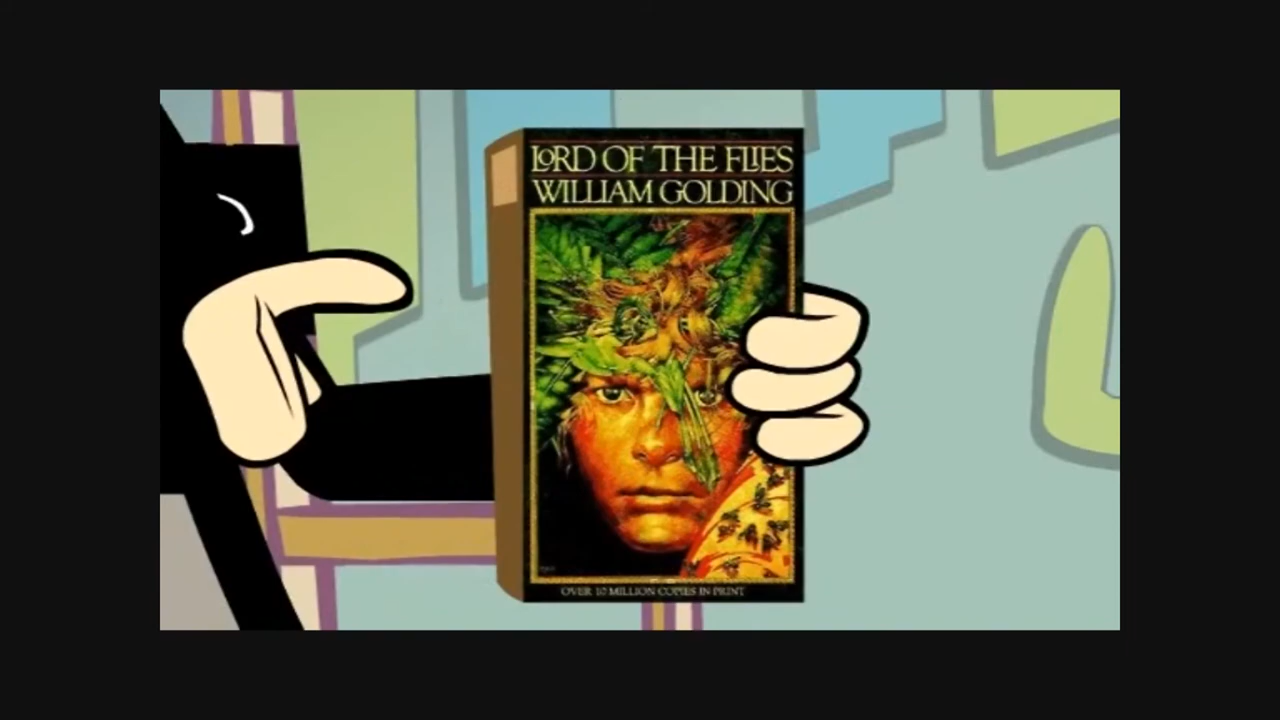 LORD OF THE FLIES
WILLIAM GOLDING
OVER 10 MILLION COPIES IN PRINT